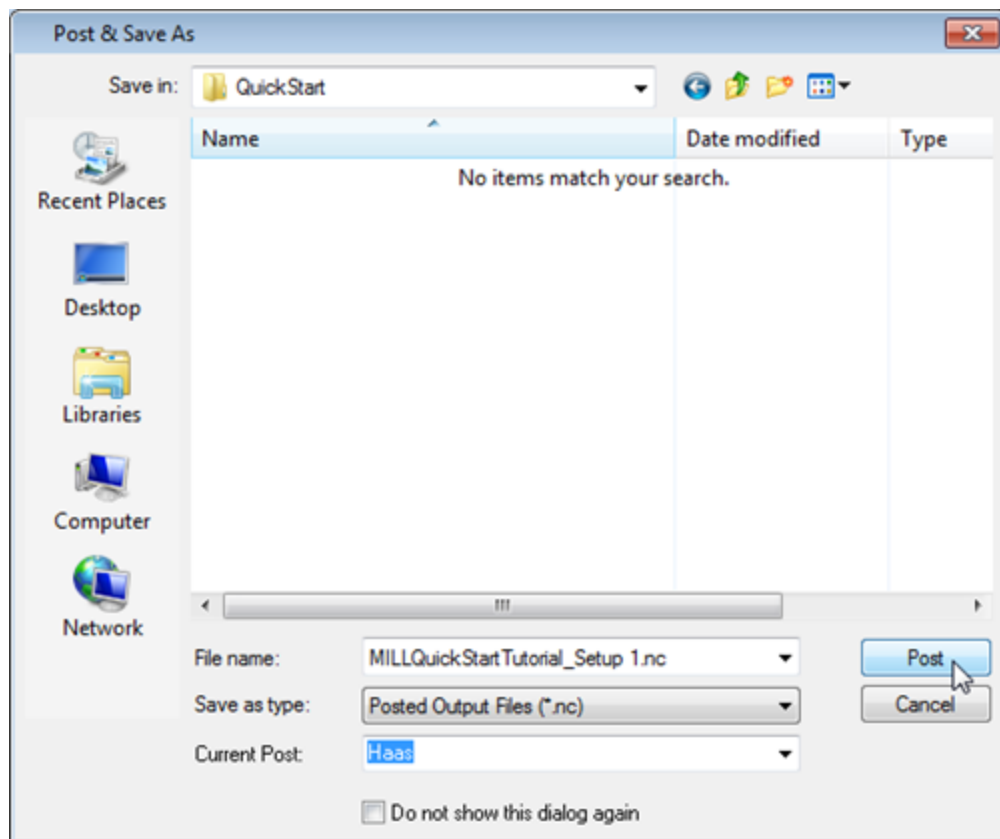 Post & Save As
Save in: QuickStart
Name Date modified Type
No items match your search.
Recent Places
Desktop
Libraries
Computer
Network
File name: MILLQuickStartTutorial_Setup 1.nc Post
Save as type: Posted Output Files (*.nc) Cancel
Current Post: Haas
Do not show this dialog again